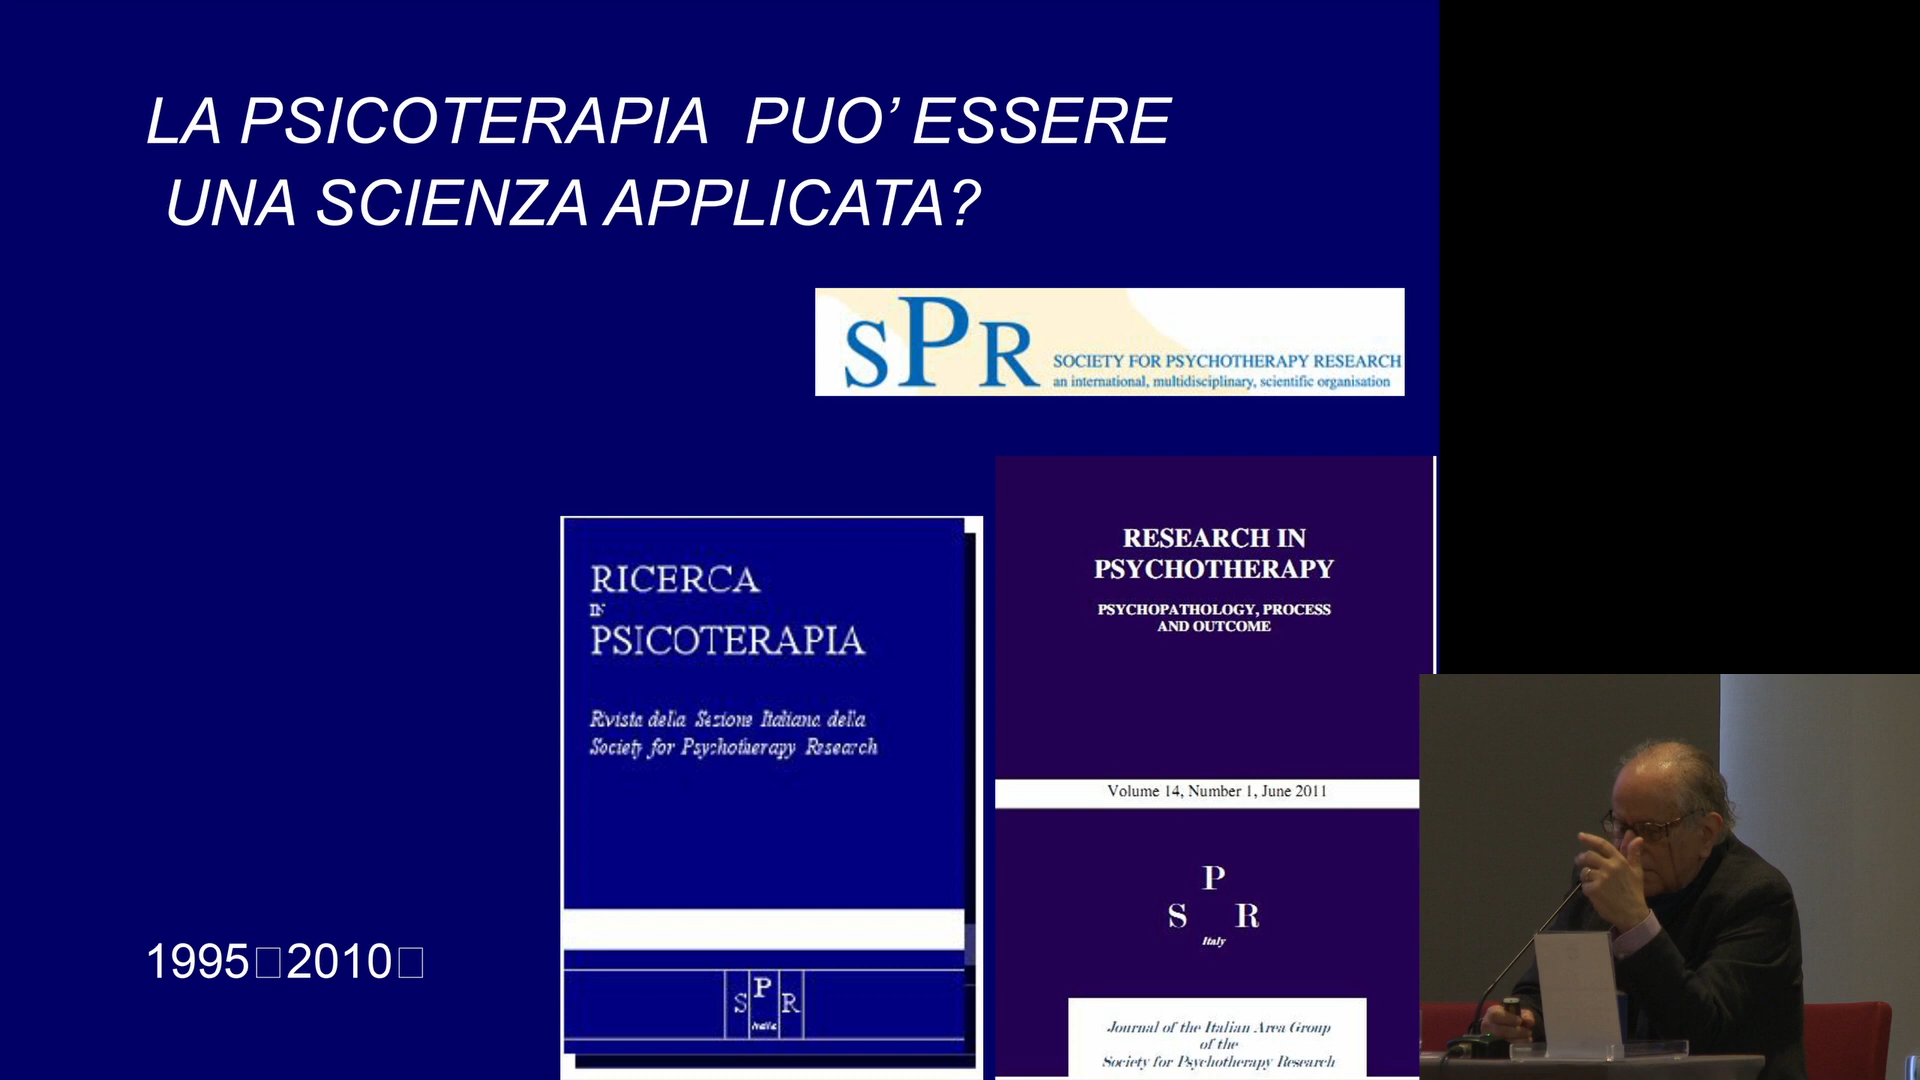 LA PSICOTERAPIA PUO’ ESSERE
UNA SCIENZA APPLICATA?
SPR
SOCIETY FOR PSYCHOTHERAPY RESEARCH
an international, multidisciplinary, scientific organisation
RICERCA
IN
PSICOTERAPIA
Rivista della Sezione Italiana della
Society for Psychotherapy Research
S P R
Italia
RESEARCH IN
PSYCHOTHERAPY
PSYCHOPATHOLOGY, PROCESS
AND OUTCOME
Volume 14, Number 1, June 2011
P
S R
Italy
Journal of the Italian Area Group
of the
Society for Psychotherapy Research
1995□2010□